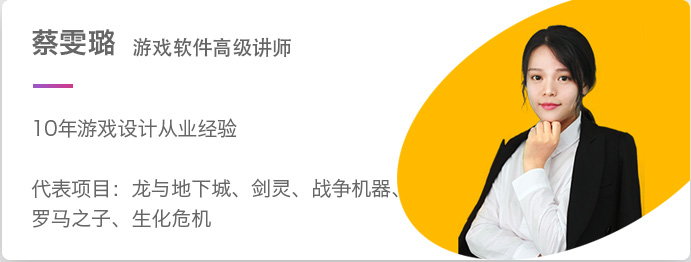 蔡雯璐 游戏软件高级讲师
10年游戏设计从业经验
代表项目：龙与地下城、剑灵、战争机器、
罗马之子、生化危机